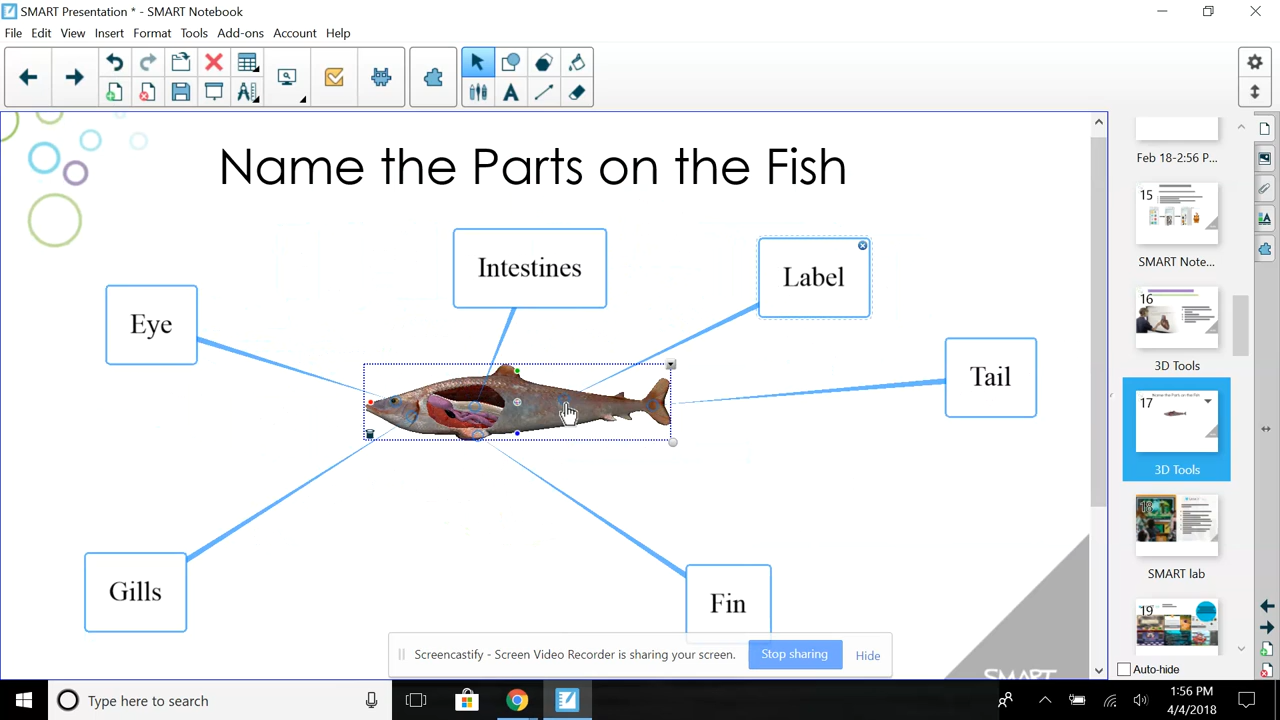 SMART Presentation * - SMART Notebook
File Edit View Insert Format Tools Add-ons Account Help
Name the Parts on the Fish
Intestines
Label
Eye
Tail
Gills
Fin
SMART
Feb 18-2:56 P...
15
SMART Note...
16
3D Tools
17
3D Tools
18
SMART lab
19
Auto-hide
Screencastify - Screen Video Recorder is sharing your screen.
Stop sharing
Hide
Type here to search
1:56 PM
4/4/2018